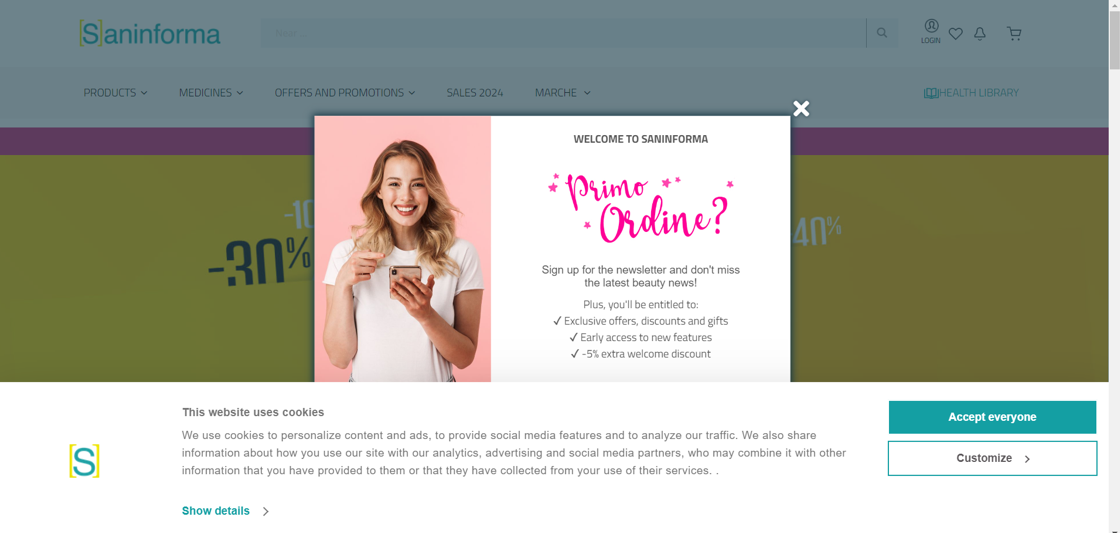 [S]aninforma
LOGIN
PRODUCTS
MEDICINES
OFFERS AND PROMOTIONS
SALES 2024
MARCHE
HEALTH LIBRARY
WELCOME TO SANINFORMA
Primo
Ordine?
-10
-30%
40%
Sign up for the newsletter and don't miss
the latest beauty news!
Plus, you'll be entitled to:
✓ Exclusive offers, discounts and gifts
✓ Early access to new features
✓ -5% extra welcome discount
This website uses cookies
We use cookies to personalize content and ads, to provide social media features and to analyze our traffic. We also share
information about how you use our site with our analytics, advertising and social media partners, who may combine it with other
information that you have provided to them or that they have collected from your use of their services. .
Show details
Accept everyone
Customize
[S]